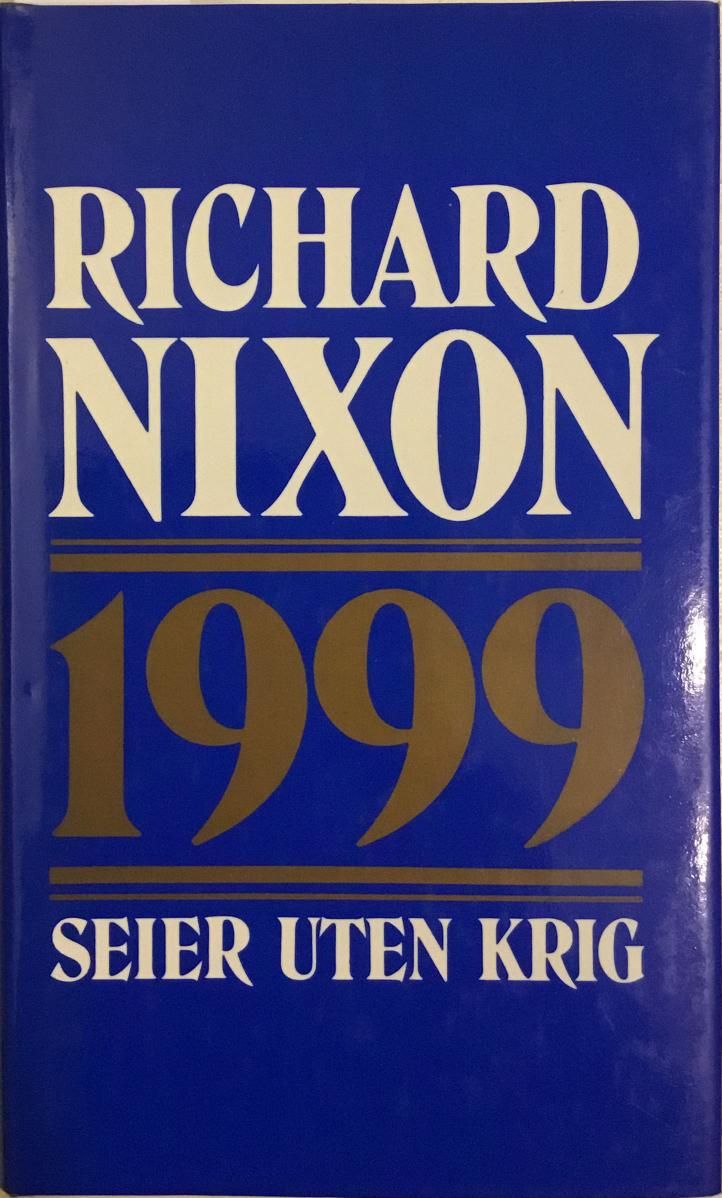 RICHARD
NIXON
1999
SEIER UTEN KRIG